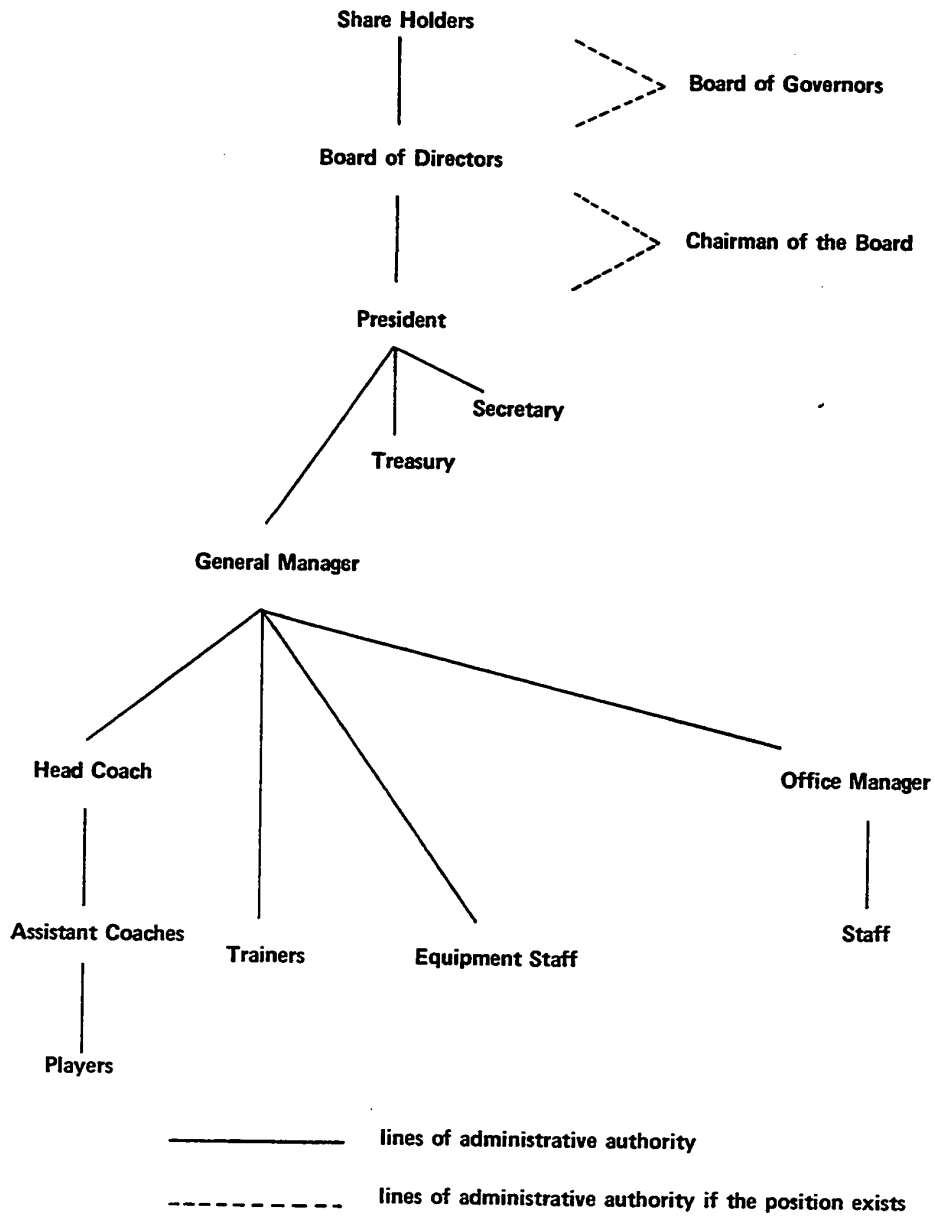 Share Holders
Board of Governors
Board of Directors
Chairman of the Board
President
Secretary
Treasury
General Manager
Head Coach
Office Manager
Assistant Coaches
Trainers
Equipment Staff
Staff
Players
lines of administrative authority
lines of administrative authority if the position exists